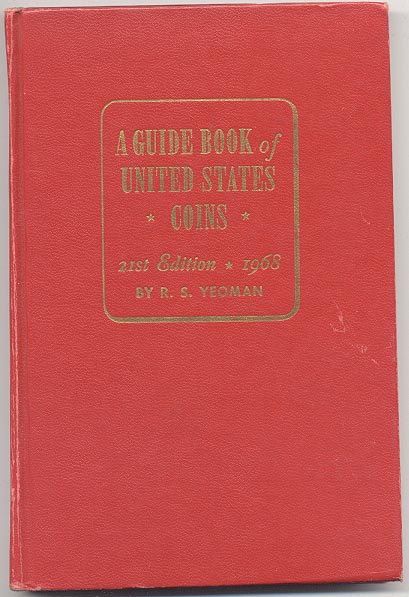 A GUIDE BOOK of
UNITED STATES
★ COINS ★
21st Edition ★ 1968
BY R. S. YEOMAN